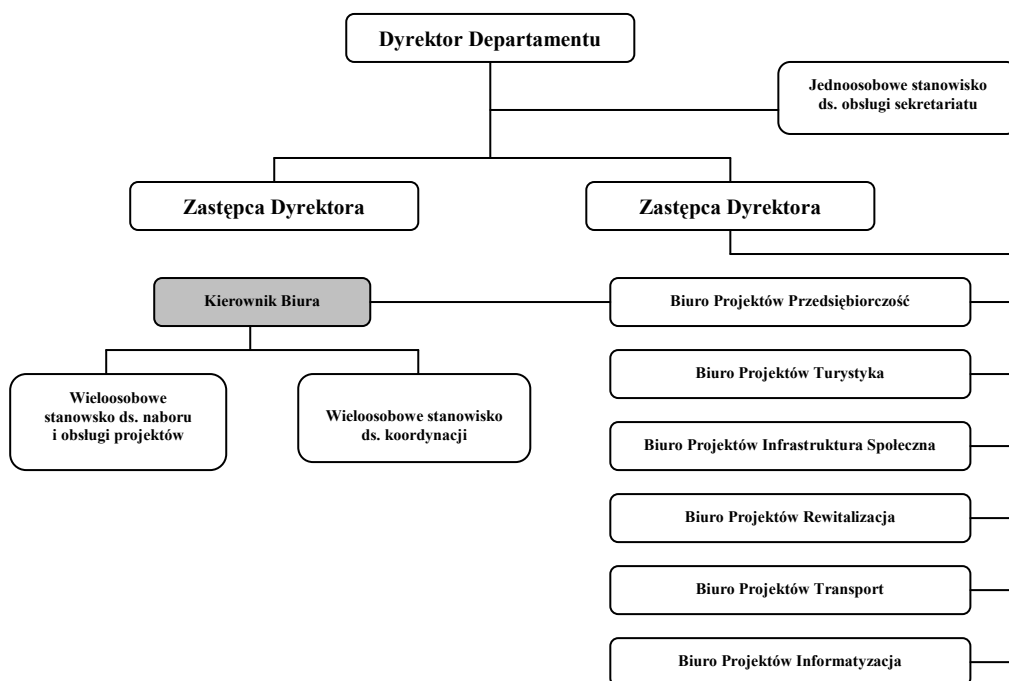 Dyrektor Departamentu
Jednoosobowe stanowisko
ds. obsługi sekretariatu
Zastępca Dyrektora
Zastępca Dyrektora
Kierownik Biura
Biuro Projektów Przedsiębiorczość
Wieloosobowe
stanowsko ds. naboru
i obsługi projektów
Wieloosobowe stanowisko
ds. koordynacji
Biuro Projektów Turystyka
Biuro Projektów Infrastruktura Społeczna
Biuro Projektów Rewitalizacja
Biuro Projektów Transport
Biuro Projektów Informatyzacja